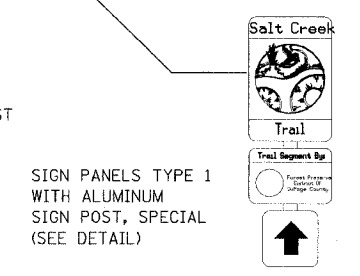 Salt Creek
Trail
Trail Segment By:
Forest Preserve
District Of
DuPage County
ST
SIGN PANELS TYPE 1
WITH ALUMINUM
SIGN POST, SPECIAL
(SEE DETAIL)